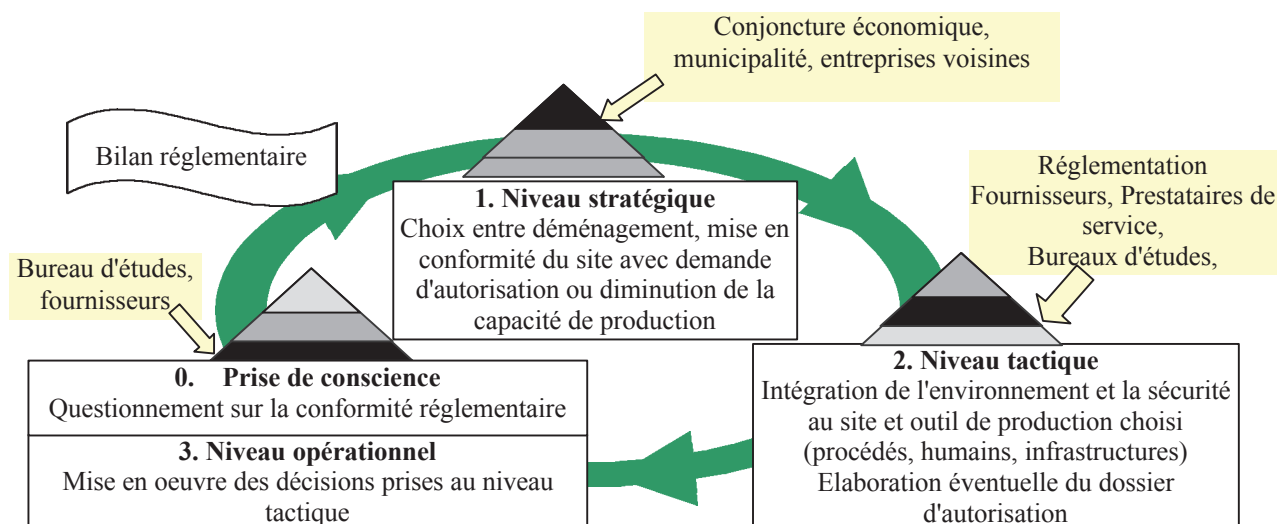 Conjoncture économique,
municipalité, entreprises voisines
Bilan réglementaire
1. Niveau stratégique
Choix entre déménagement, mise en
conformité du site avec demande
d'autorisation ou diminution de la
capacité de production
Réglementation
Fournisseurs, Prestataires de
service,
Bureaux d'études,
Bureau d'études,
fournisseurs
0. Prise de conscience
Questionnement sur la conformité réglementaire
3. Niveau opérationnel
Mise en oeuvre des décisions prises au niveau
tactique
2. Niveau tactique
Intégration de l'environnement et la sécurité
au site et outil de production choisi
(procédés, humains, infrastructures)
Elaboration éventuelle du dossier
d'autorisation